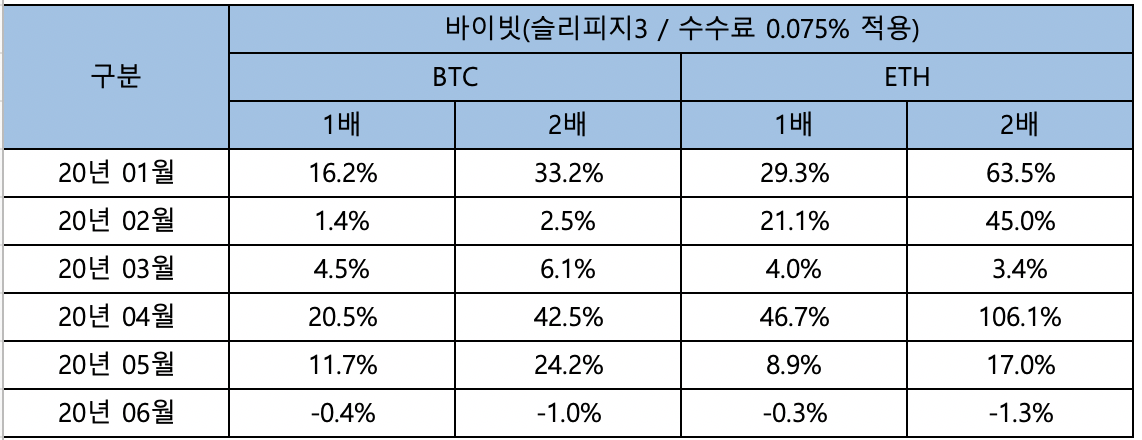 바이빗(슬리피지3 / 수수료 0.075% 적용)
구분 BTC ETH
1배 2배 1배 2배
20년 01월 16.2% 33.2% 29.3% 63.5%
20년 02월 1.4% 2.5% 21.1% 45.0%
20년 03월 4.5% 6.1% 4.0% 3.4%
20년 04월 20.5% 42.5% 46.7% 106.1%
20년 05월 11.7% 24.2% 8.9% 17.0%
20년 06월 -0.4% -1.0% -0.3% -1.3%